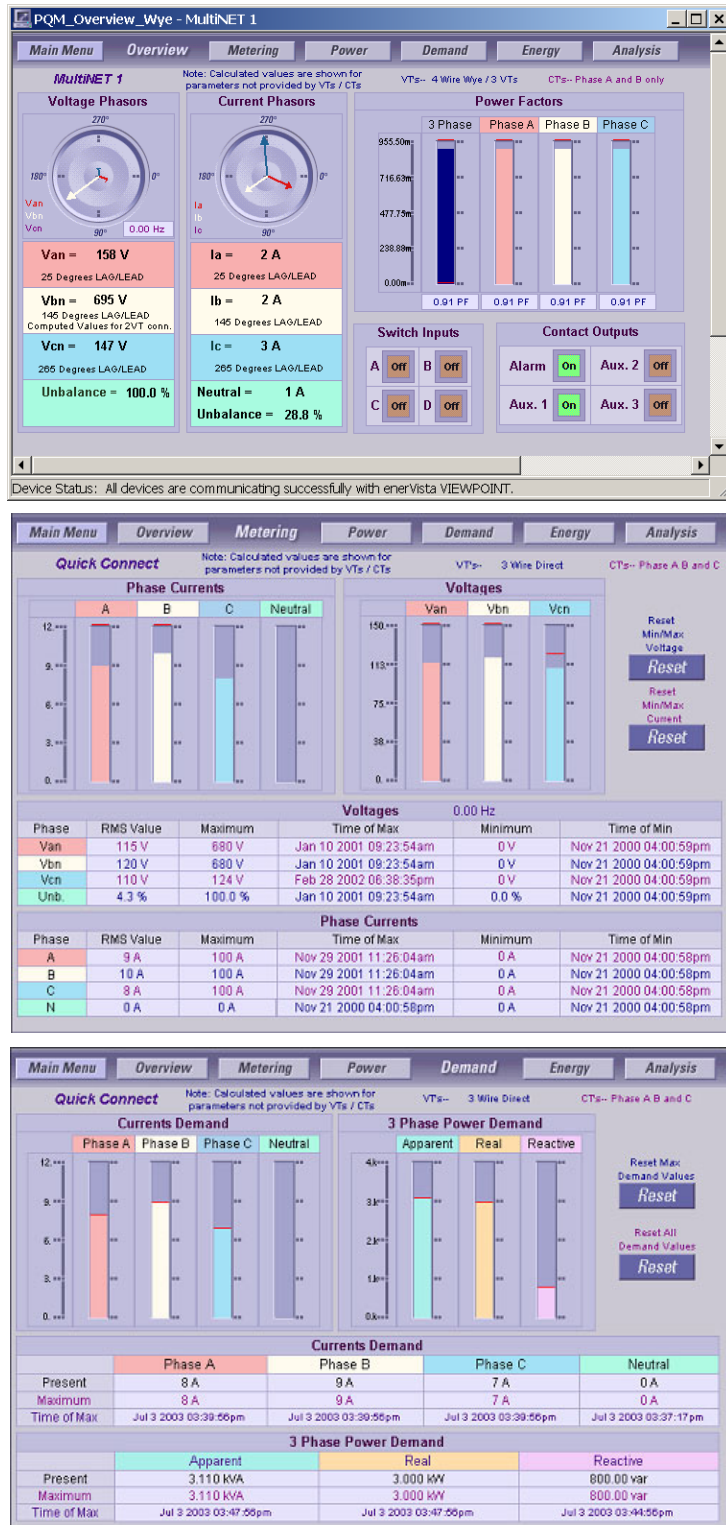 PQM_Overview_Wye - MultiNET 1
Main Menu Overview Metering Power Demand Energy Analysis
MultiNET 1
Note: Calculated values are shown for
parameters not provided by VTs / CTs
VT's-- 4 Wire Wye / 3 VTs
CT's-- Phase A and B only
Voltage Phasors
270°
180° 0°
90°
Van
Vbn
Vcn
0.00 Hz
Van = 158 V
25 Degrees LAG/LEAD
Vbn = 695 V
145 Degrees LAG/LEAD
Computed Values for 2VT conn.
Vcn = 147 V
265 Degrees LAG/LEAD
Unbalance = 100.0 %
Current Phasors
270°
180° 0°
90°
Ia
Ib
Ic
Ia = 2 A
25 Degrees LAG/LEAD
Ib = 2 A
145 Degrees LAG/LEAD
Ic = 3 A
265 Degrees LAG/LEAD
Neutral = 1 A
Unbalance = 28.8 %
Power Factors
3 Phase Phase A Phase B Phase C
955.50m
716.63m
477.75m
238.88m
0.00m
0.91 PF 0.91 PF 0.91 PF 0.91 PF
Switch Inputs
A Off B Off
C Off D Off
Contact Outputs
Alarm On Aux. 2 Off
Aux. 1 On Aux. 3 Off
Device Status: All devices are communicating successfully with enerVista VIEWPOINT.
Main Menu Overview Metering Power Demand Energy Analysis
Quick Connect
Note: Calculated values are shown for
parameters not provided by VTs / CTs
VT's-- 3 Wire Direct
CT's-- Phase A B and C
Phase Currents
A B C Neutral
12.
9.
6.
3.
0.
Voltages
Van Vbn Vcn
150.
113.
75.
38.
0.
Reset
Min/Max
Voltage
Reset
Reset
Min/Max
Current
Reset
Voltages 0.00 Hz
Phase RMS Value Maximum Time of Max Minimum Time of Min
Van 115 V 680 V Jan 10 2001 09:23:54am 0 V Nov 21 2000 04:00:59pm
Vbn 120 V 680 V Jan 10 2001 09:23:54am 0 V Nov 21 2000 04:00:59pm
Vcn 110 V 124 V Feb 28 2002 06:38:35pm 0 V Nov 21 2000 04:00:59pm
Unb. 4.3 % 100.0 % Jan 10 2001 09:23:54am 0.0 % Nov 21 2000 04:00:59pm
Phase Currents
Phase RMS Value Maximum Time of Max Minimum Time of Min
A 9 A 100 A Nov 29 2001 11:26:04am 0 A Nov 21 2000 04:00:58pm
B 10 A 100 A Nov 29 2001 11:26:04am 0 A Nov 21 2000 04:00:58pm
C 8 A 100 A Nov 29 2001 11:26:04am 0 A Nov 21 2000 04:00:58pm
N 0 A 0 A Nov 21 2000 04:00:58pm 0 A Nov 21 2000 04:00:58pm
Main Menu Overview Metering Power Demand Energy Analysis
Quick Connect
Note: Calculated values are shown for
parameters not provided by VTs / CTs
VT's-- 3 Wire Direct
CT's-- Phase A B and C
Currents Demand
Phase A Phase B Phase C Neutral
12.
9.
6.
3.
0.
3 Phase Power Demand
Apparent Real Reactive
4.k
3.k
2.k
1.k
0.k
Reset Max
Demand Values
Reset
Reset All
Demand Values
Reset
Currents Demand
Phase A Phase B Phase C Neutral
Present 8 A 9 A 7 A 0 A
Maximum 8 A 9 A 7 A 0 A
Time of Max Jul 3 2003 03:39:56pm Jul 3 2003 03:39:56pm Jul 3 2003 03:39:56pm Jul 3 2003 03:37:17pm
3 Phase Power Demand
Apparent Real Reactive
Present 3.110 kVA 3.000 kW 800.00 var
Maximum 3.110 kVA 3.000 kW 800.00 var
Time of Max Jul 3 2003 03:47:56pm Jul 3 2003 03:47:56pm Jul 3 2003 03:44:56pm